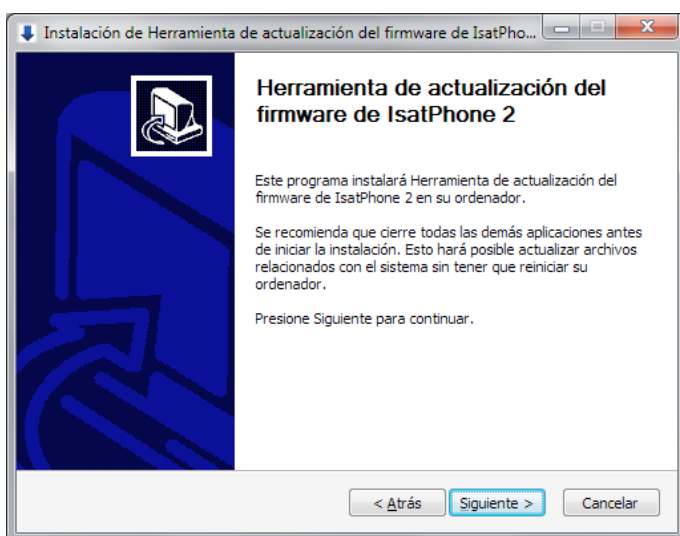 Instalación de Herramienta de actualización del firmware de IsatPho...
Herramienta de actualización del
firmware de IsatPhone 2
Este programa instalará Herramienta de actualización del
firmware de IsatPhone 2 en su ordenador.
Se recomienda que cierre todas las demás aplicaciones antes
de iniciar la instalación. Esto hará posible actualizar archivos
relacionados con el sistema sin tener que reiniciar su
ordenador.
Presione Siguiente para continuar.
< Atrás Siguiente > Cancelar